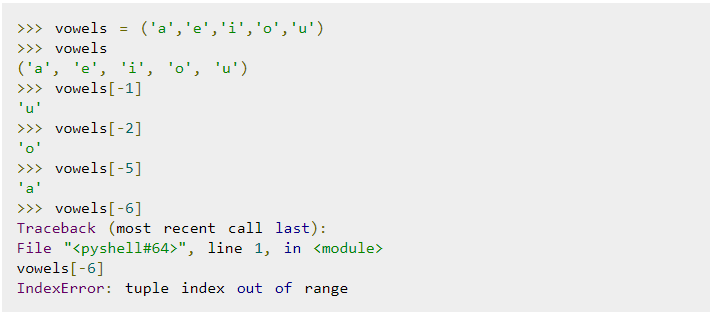 >>> vowels = ('a','e','i','o','u')
>>> vowels
('a', 'e', 'i', 'o', 'u')
>>> vowels[-1]
'u'
>>> vowels[-2]
'o'
>>> vowels[-5]
'a'
>>> vowels[-6]
Traceback (most recent call last):
File "<pyshell#64>", line 1, in <module>
vowels[-6]
IndexError: tuple index out of range